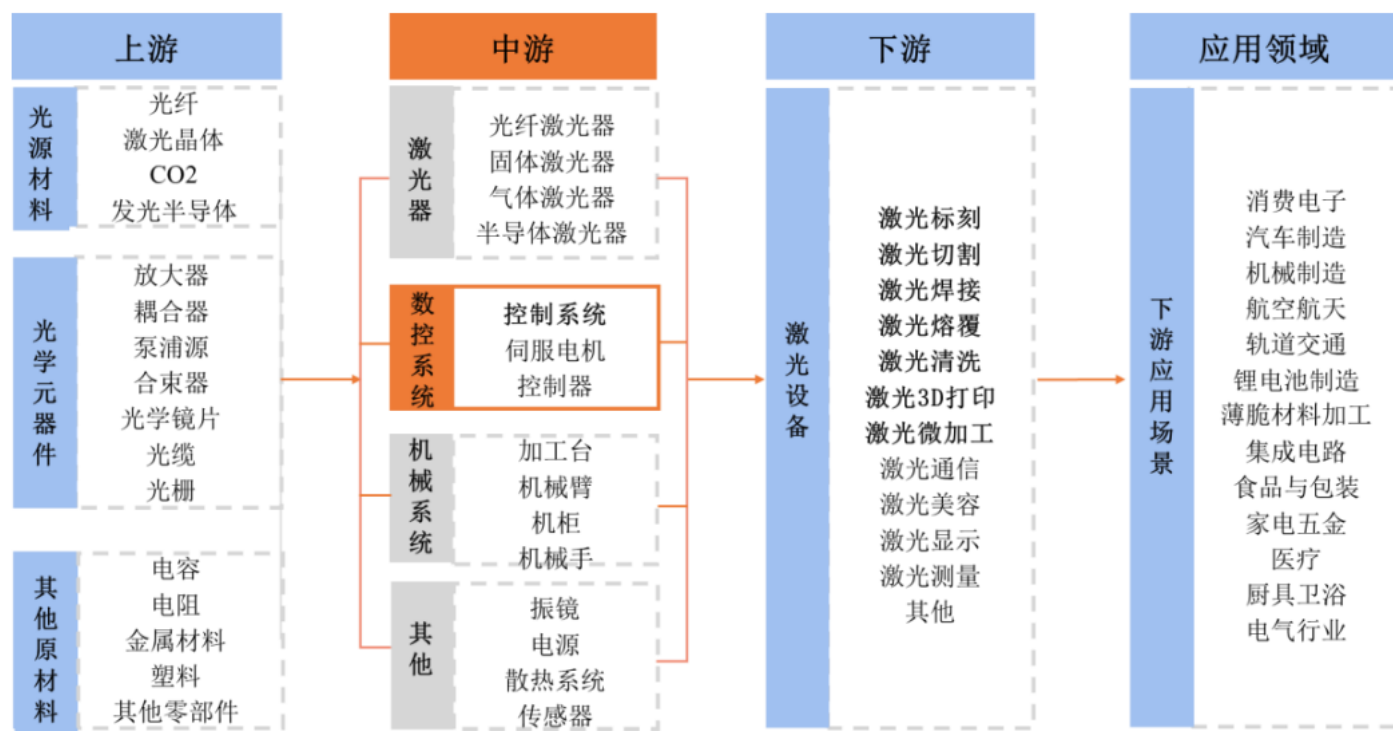 上游
光源材料
光纤
激光晶体
CO2
发光半导体
光学元器件
放大器
耦合器
泵浦源
合束器
光学镜片
光缆
光栅
其他原材料
电容
电阻
金属材料
塑料
其他零部件
中游
激光器
光纤激光器
固体激光器
气体激光器
半导体激光器
数控系统
控制系统
伺服电机
控制器
机械系统
加工台
机械臂
机柜
机械手
其他
振镜
电源
散热系统
传感器
下游
激光设备
激光标刻
激光切割
激光焊接
激光熔覆
激光清洗
激光3D打印
激光微加工
激光通信
激光美容
激光显示
激光测量
其他
应用领域
下游应用场景
消费电子
汽车制造
机械制造
航空航天
轨道交通
锂电池制造
薄脆材料加工
集成电路
食品与包装
家电五金
医疗
厨具卫浴
电气行业